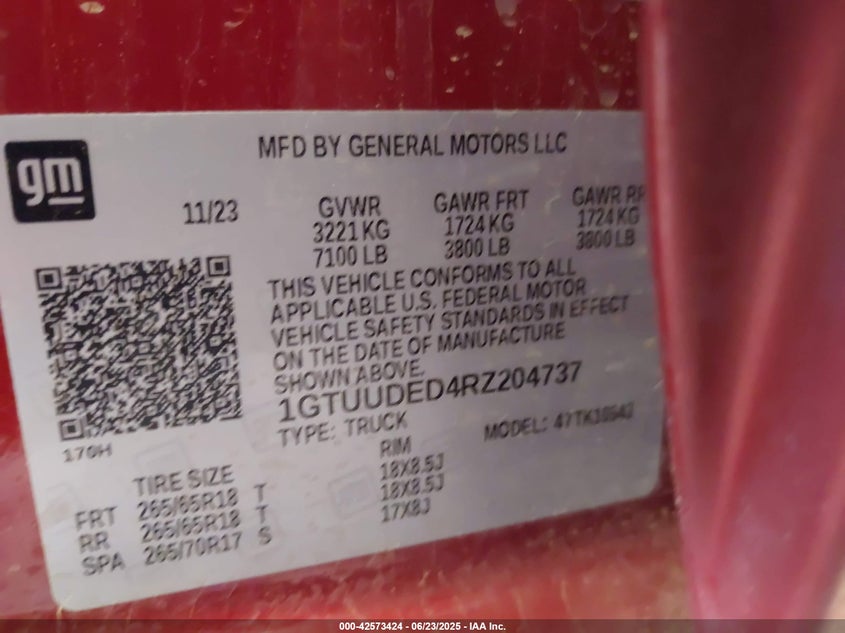 MFD BY GENERAL MOTORS LLC
gm
11/23
GVWR GAWR FRT GAWR RR
3221 KG 1724 KG 1724 KG
7100 LB 3800 LB 3800 LB
THIS VEHICLE CONFORMS TO ALL
APPLICABLE U.S. FEDERAL MOTOR
VEHICLE SAFETY STANDARDS IN EFFECT
ON THE DATE OF MANUFACTURE
SHOWN ABOVE.
1GTUUDED4RZ204737
TYPE: TRUCK MODEL:
170H
TIRE SIZE RIM
FRT 265/65R18 T 18X8.5J
RR 265/65R18 T 18X8.5J
SPA 265/70R17 S 17X8J
000-42573424 - 06/23/2025 - IAA Inc.